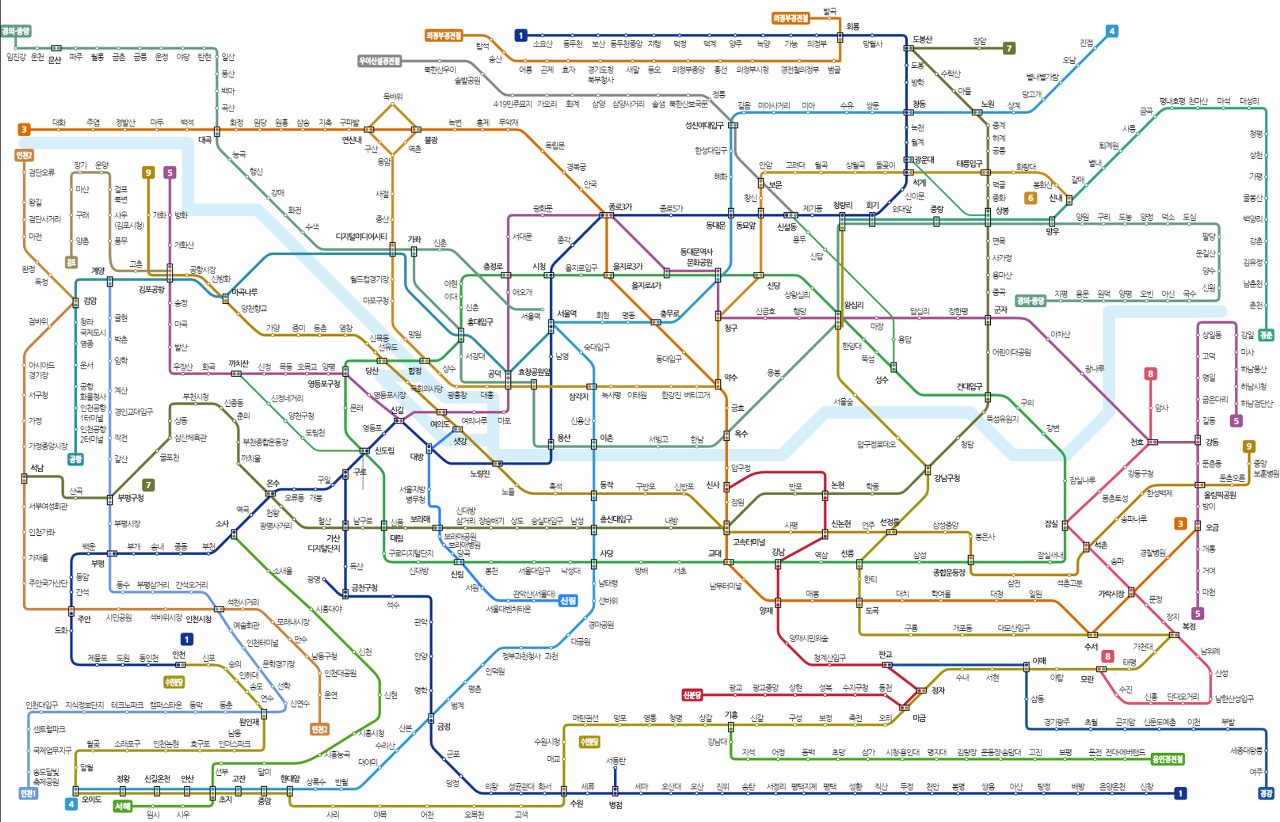 경의·중앙
임진강 운천 문산 파주 월롱 금촌 금릉 운정 야당 탄현 일산
풍산
백마
곡산
의정부경전철
발곡
회룡
의정부경전철
탑석
송산
1
소요산 동두천 보산 동두천중앙 지행 덕정 덕계 양주 녹양 가능 의정부
망월사
도봉산
장암
7
4
진접
오남
별내별가람
당고개
어룡 곤제 효자 경기도청북부청사 새말 동오 의정부중앙 흥선 의정부시청 경전철의정부 범골
우이신설경전철
북한산우이
솔밭공원
4·19민주묘지 가오리 화계 삼양 삼양사거리 솔샘 북한산보국문
정릉
도봉
방학
수락산
마들
창동
노원
상계
길음 미아사거리 미아 수유 쌍문
성신여대입구
한성대입구
혜화
녹천
월계
광운대
중계
하계
공릉
태릉입구
화랑대
봉화산
6
신내
갈매
별내
퇴계원
사릉
금곡
평내호평 천마산 마석 대성리
청평
상천
가평
굴봉산
백양리
강촌
김유정
남춘천
춘천
경춘
3
대화 주엽 정발산 마두 백석
대곡
화정 원당 원흥 삼송 지축 구파발
연신내
독바위
불광
구산
역촌
응암
녹번 홍제 무악재
독립문
경복궁
안국
종로3가
종로5가
능곡
행신
강매
화전
수색
디지털미디어시티
가좌
신촌
새절
증산
월드컵경기장
마포구청
망원
인천2
검단오류
왕길
검단사거리
마전
완정
독정
검암
검바위
아시아드경기장
서구청
가정
가정중앙시장
석남
서부여성회관
인천가좌
가재울
주안국가산단
장기 운양
마산
구래
양촌
골포
걸포북변
사우(김포시청)
풍무
고촌
9
5
개화
방화
개화산
김포공항
공항시장
신방화
마곡나루
양천향교
가양 증미 등촌 염창
신목동
선유도
계양
귤현
박촌
임학
계산
경인교대입구
작전
갈산
부평구청
부평시장
청라국제도시
영종
운서
공항화물청사
인천공항1터미널
인천공항2터미널
공항
송정
마곡
발산
우장산 화곡 까치산 신정 목동 오목교 양평
영등포구청
당산
합정
신정네거리
양천구청
도림천
문래
신도림
영등포
영등포시장
신길
여의도
여의나루
마포
공덕
국회의사당
샛강
대방
노량진
홍대입구
신촌
이대
아현
충정로
시청
서대문
광화문
애오개
서울역
서울역
종각
을지로입구
을지로3가
을지로4가
동대문역사문화공원
동대문
동묘앞
신당
상왕십리
왕십리
창신
보문
안암 고려대 월곡 상월곡 돌곶이
석계
신이문
외대앞
회기
청량리
제기동
신설동
용두
신답
용답
성수
중랑
상봉
망우
먹골
중화
면목
사가정
용마산
중곡
군자
양원 구리 도농 양정 덕소 도심
팔당
운길산
양수
신원
국수
아신
오빈
양평
원덕
용문
지평
경의·중앙
회현 명동
충무로
숙대입구
남영
삼각지
효창공원앞
서강대
상수
광흥창
대흥
녹사평 이태원 한강진 버티고개
약수
청구
동대입구
금호
옥수
신금호 행당
마장
답십리 장한평
한양대
뚝섬
응봉
서울숲
압구정로데오
어린이대공원
건대입구
구의
강변
뚝섬유원지
청담
강남구청
아차산
광나루
천호
암사
8
강동구청
몽촌토성
상일동
고덕
명일
굽은다리
길동
강동
강일
미사
하남풍산
하남시청
하남검단산
5
9
중앙보훈병원
둔촌오륜
올림픽공원
둔촌동
방이
오금
3
개롱
거여
마천
5
한성백제
송파나루
석촌
석촌고분
삼전
종합운동장
봉은사
삼성중앙
선정릉
언주
신논현
사평
잠실나루
잠실
잠실새내
삼성
선릉
역삼
강남
교대
서초
방배
사당
낙성대
서울대입구
봉천
신림
신대방
구로디지털단지
대림
남구로
신풍
보라매
신대방삼거리 장승배기 상도 숭실대입구 남성
총신대입구
내방
고속터미널
반포
논현
학동
신사
압구정
잠원
신반포
구반포
동작
흑석
노들
용산
신용산
이촌
서빙고
한남
7
산곡
굴포천
삼산체육관
상동
부천시청
신중동
춘의
부천종합운동장
까치울
온수
천왕
광명사거리
철산
가산디지털단지
독산
금천구청
광명
석수
관악
안양
명학
금정
구로
구일
개봉
오류동
역곡
소사
부천
중동
송내
부개
부평
백운
동암
간석
주안
도화
제물포 도원 동인천 인천
1
신포
숭의
인하대
송도
연수
원인재
수인분당
동수 부평삼거리 간석오거리
인천시청
석천사거리
모래내시장
만수
남동구청
인천대공원
운연
인천2
시민공원
석바위시장
예술회관
인천터미널
문학경기장
선학
신연수
소새울
시흥대야
신천
신현
시흥시청
시흥능곡
달미
선부
초지
서해
원시
시우
서울지방병무청
보라매공원
보라매병원
당곡
서원
서울대벤처타운
관악산(서울대)
신림
남태령
선바위
경마공원
대공원
과천
정부과천청사
인덕원
평촌
범계
산본
수리산
대야미
반월
상록수
한대앞
중앙
고잔
안산
신길온천
정왕
오이도
4
인천대입구 지식정보단지 테크노파크 캠퍼스타운 동막 동춘
센트럴파크
국제업무지구
송도달빛축제공원
인천1
남동인더스파크
호구포
인천논현
소래포구
월곶
달월
사리 야목 어천 오목천 고색
수원
매교
수원시청
매탄권선 망포 영통 청명 상갈
수인분당
기흥
신갈 구성 보정 죽전 오리
미금
정자
수내 서현
이매
야탑
모란
8
태평
가천대
복정
장지
문정
가락시장
송파
경찰병원
남위례
산성
남한산성입구
단대오거리
신흥
수진
수서
일원
대청
학여울
대치
도곡
매봉
양재
남부터미널
한티
구룡 개포동 대모산입구
양재시민의숲
청계산입구
판교
신분당
광교 광교중앙 상현 성복 수지구청 동천
삼동
경기광주 초월 곤지암 신둔도예촌 이천 부발
세종대왕릉
여주
경강
강남대
지석 어정 동백 초당 삼가 시청·용인대 명지대 김량장 운동장·송담대 고진 보평 둔전 전대·에버랜드
용인경전철
군포
당정
의왕 성균관대 화서
세류
병점
서동탄
세마 오산대 오산 진위 송탄 서정리 평택지제 평택 성환 직산 두정 천안 봉명 쌍용 아산 탕정 배방 온양온천 신창
1